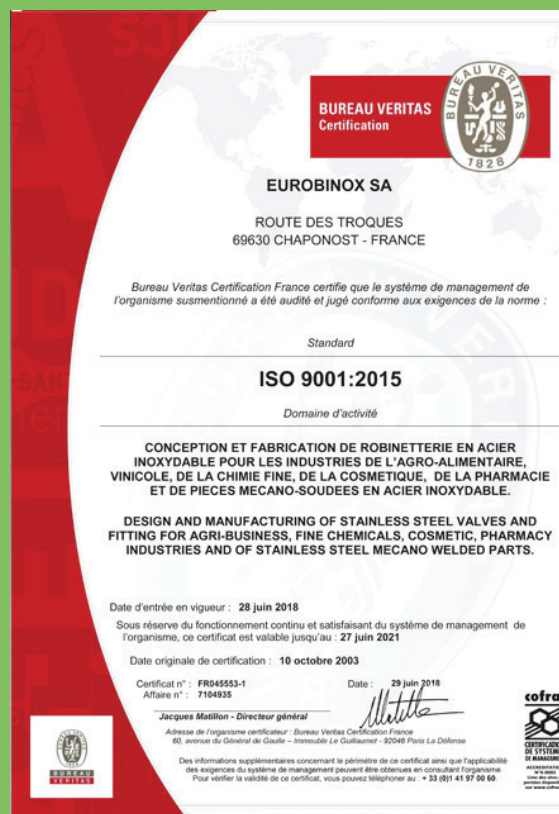 BUREAU VERITAS
Certification
BUREAU VERITAS
1828
EUROBINOX SA
ROUTE DES TROQUES
69630 CHAPONOST - FRANCE
Bureau Veritas Certification France certifie que le système de management de
l'organisme susmentionné a été audité et jugé conforme aux exigences de la norme :
Standard
ISO 9001:2015
Domaine d'activité
CONCEPTION ET FABRICATION DE ROBINETTERIE EN ACIER
INOXYDABLE POUR LES INDUSTRIES DE L'AGRO-ALIMENTAIRE,
VINICOLE, DE LA CHIMIE FINE, DE LA COSMETIQUE, DE LA PHARMACIE
ET DE PIECES MECANO-SOUDEES EN ACIER INOXYDABLE.
DESIGN AND MANUFACTURING OF STAINLESS STEEL VALVES AND
FITTING FOR AGRI-BUSINESS, FINE CHEMICALS, COSMETIC, PHARMACY
INDUSTRIES AND OF STAINLESS STEEL MECANO WELDED PARTS.
Date d'entrée en vigueur : 28 juin 2018
Sous réserve du fonctionnement continu et satisfaisant du système de management de
l'organisme, ce certificat est valable jusqu'au : 27 juin 2021
Date originale de certification : 10 octobre 2003
Certificat n° : FR045553-1 Date : 29 juin 2018
Affaire n° : 7104935
Jacques Matillon - Directeur général
Adresse de l'organisme certificateur : Bureau Veritas Certification France
60, avenue du Général de Gaulle – Immeuble Le Guillaumet - 92046 Paris La Défense
Des informations supplémentaires concernant le périmètre de ce certificat ainsi que l'applicabilité
des exigences du système de management peuvent être obtenues en consultant l'organisme.
Pour vérifier la validité de ce certificat, vous pouvez téléphoner au : + 33 (0)1 41 97 00 60.
BUREAU
VERITAS
cofra
CERTIFICATION
DE SYSTEMES
DE MANAGEMENT